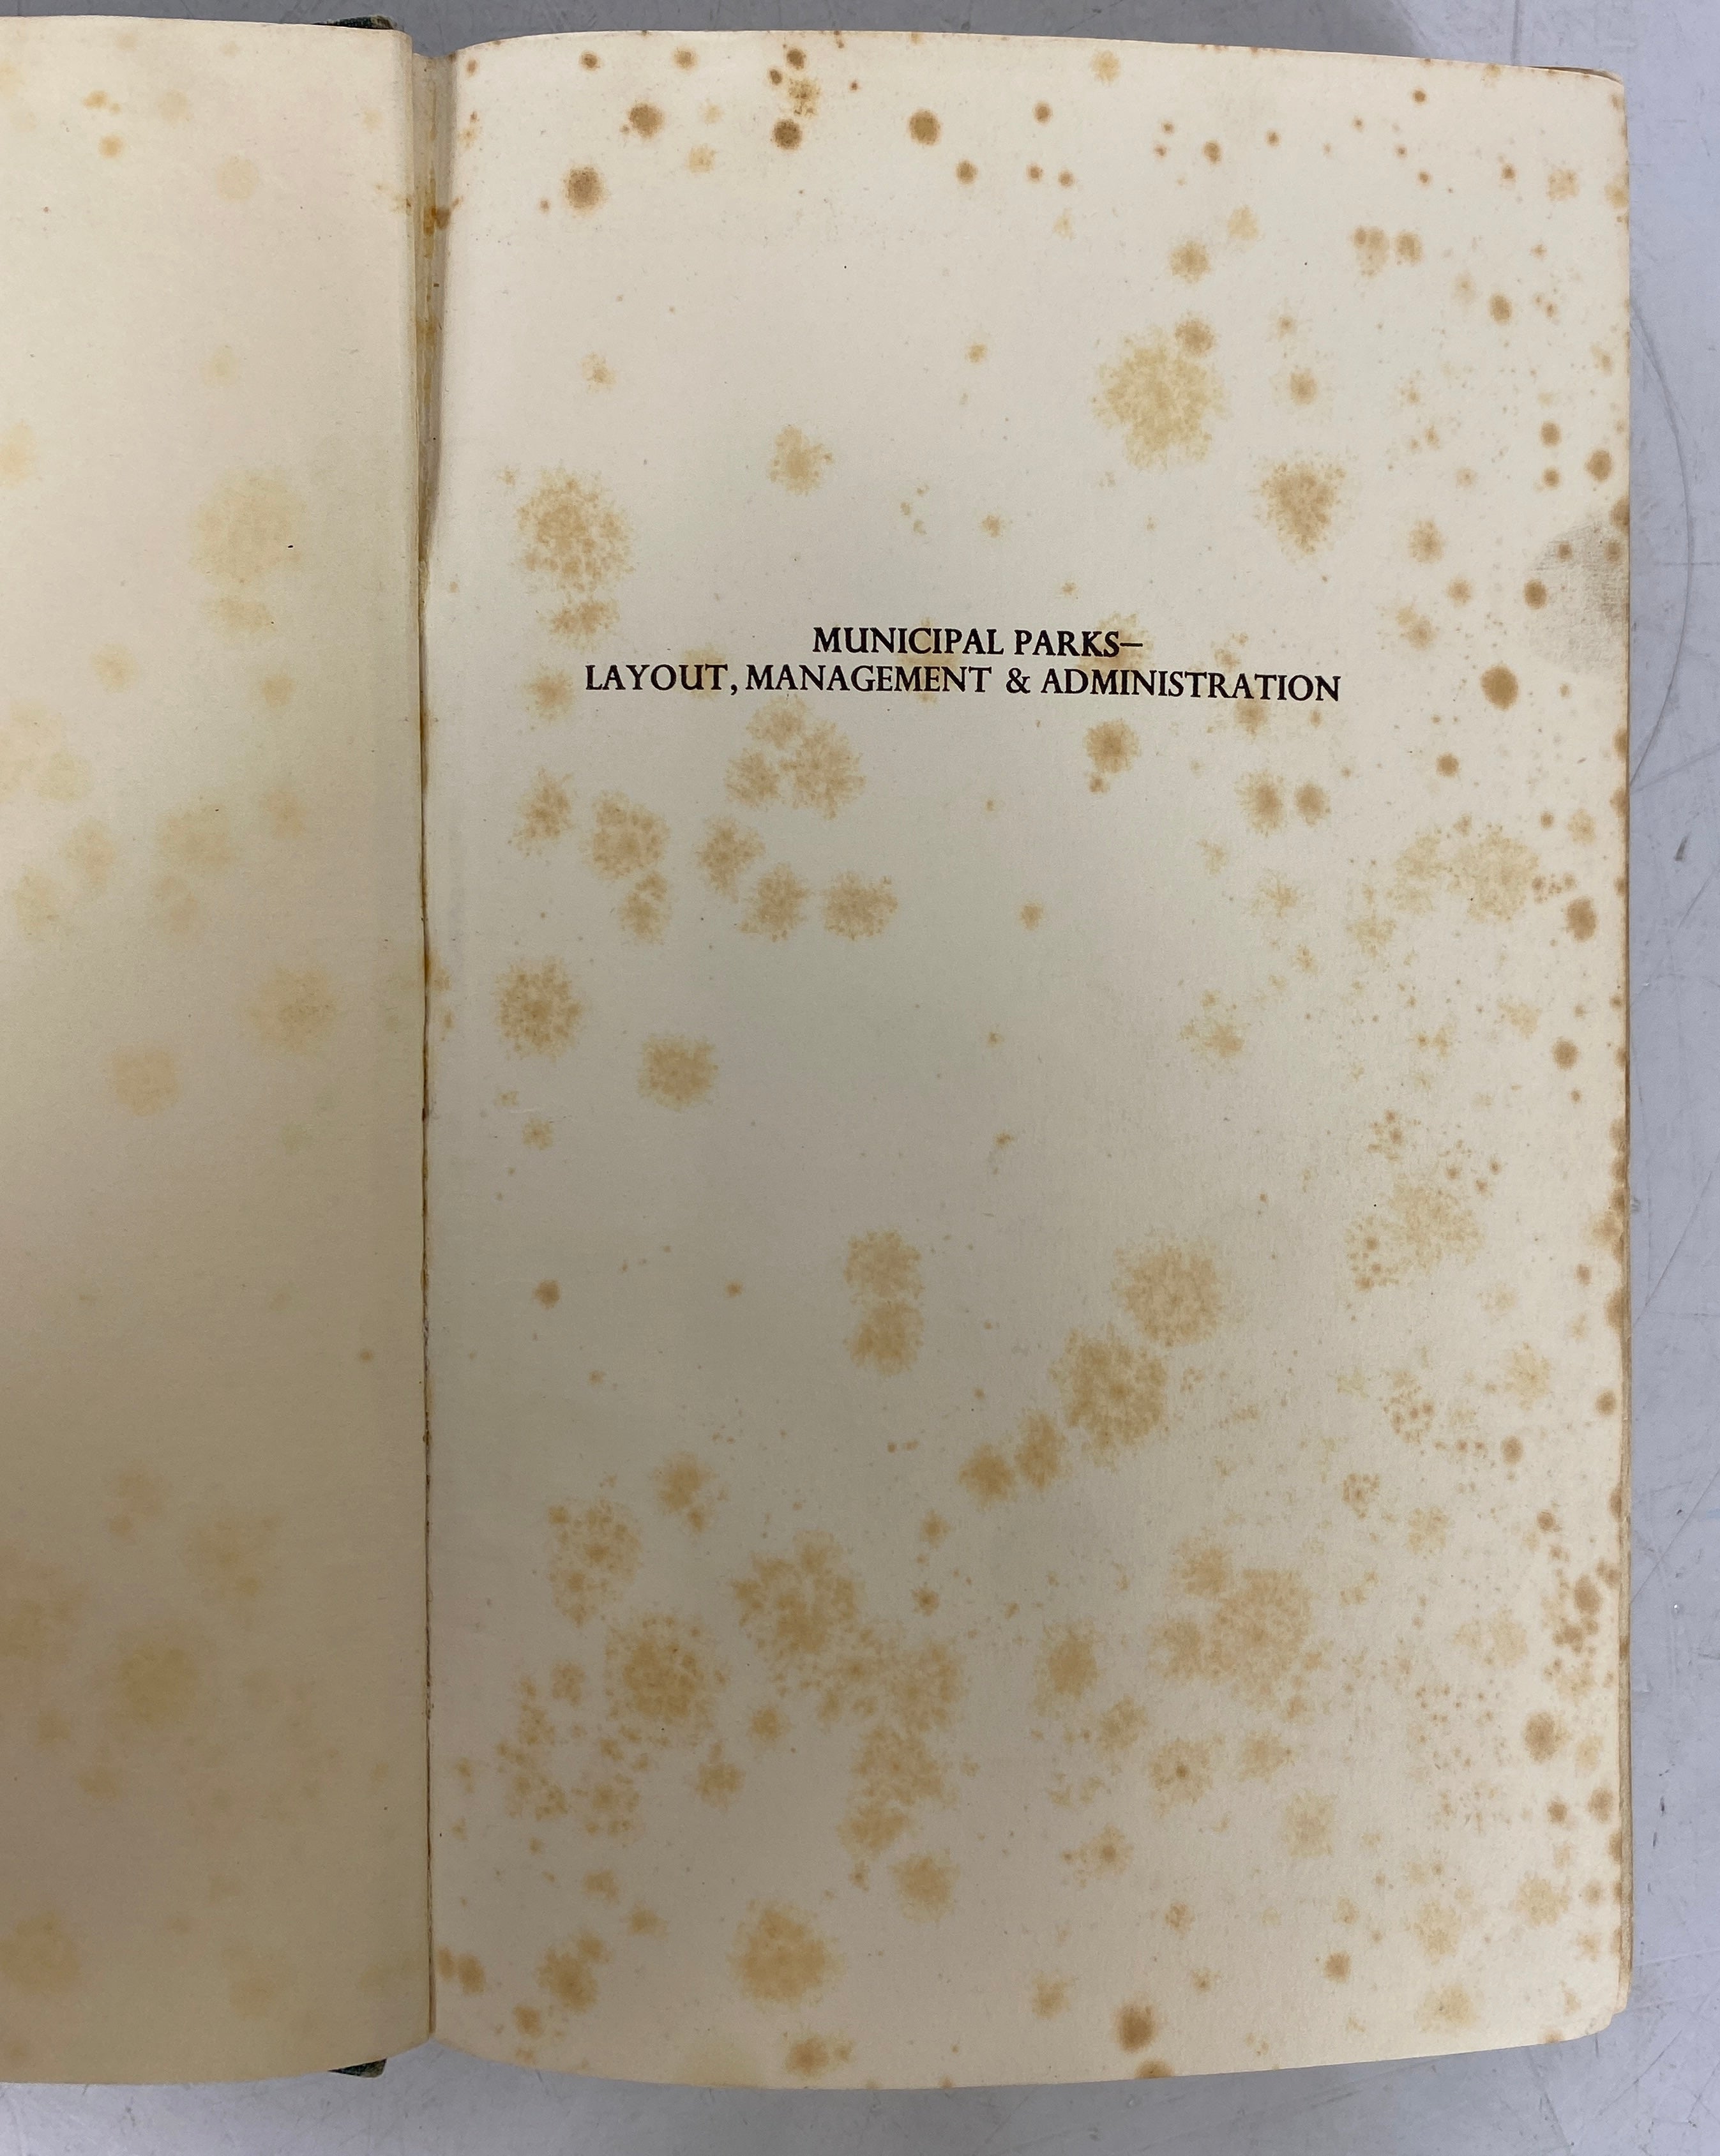 MUNICIPAL PARKS—
LAYOUT, MANAGEMENT & ADMINISTRATION